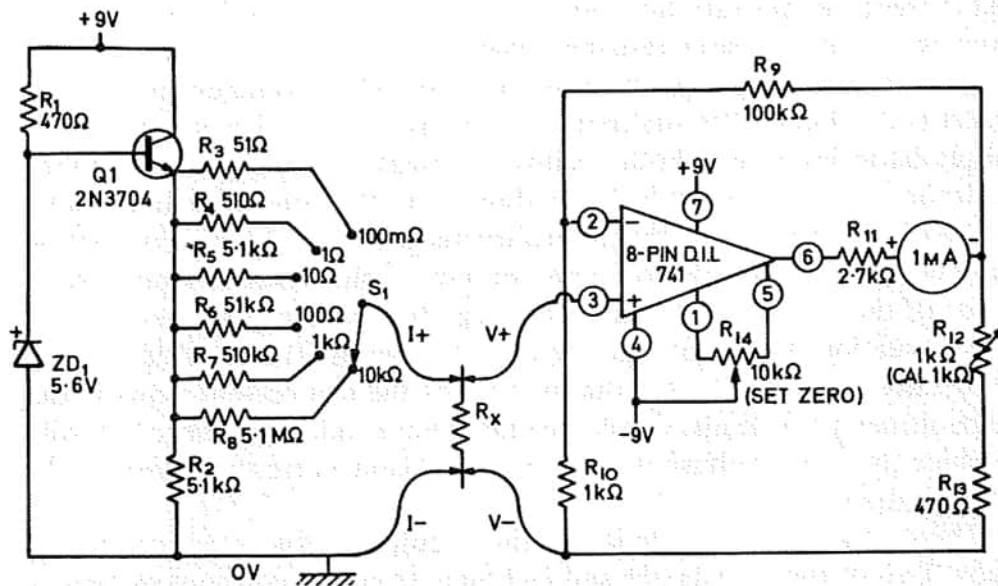 +9V
R1
470Ω
Q1
2N3704
R3 51Ω
R4 510Ω
R5 5·1kΩ
R6 51kΩ
R7 510kΩ
R8 5·1MΩ
R2
5·1kΩ
ZD1
5·6V
100mΩ
1Ω
10Ω
100Ω
1kΩ
10kΩ
S1
I+
V+
RX
I−
V−
0V
R9
100kΩ
+9V
7
2
−
8-PIN D.I.L
741
3
+
6
1
5
4
R14
10kΩ
(SET ZERO)
-9V
R11
2·7kΩ
+
1MA
-
R12
1kΩ
(CAL 1kΩ)
R10
1kΩ
R13
470Ω